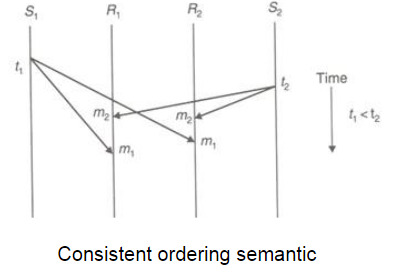 S₁ R₁ R₂ S₂
t₁
t₂
Time
m₂ m₂ t₁<t₂
m₁ m₁
Consistent ordering semantic